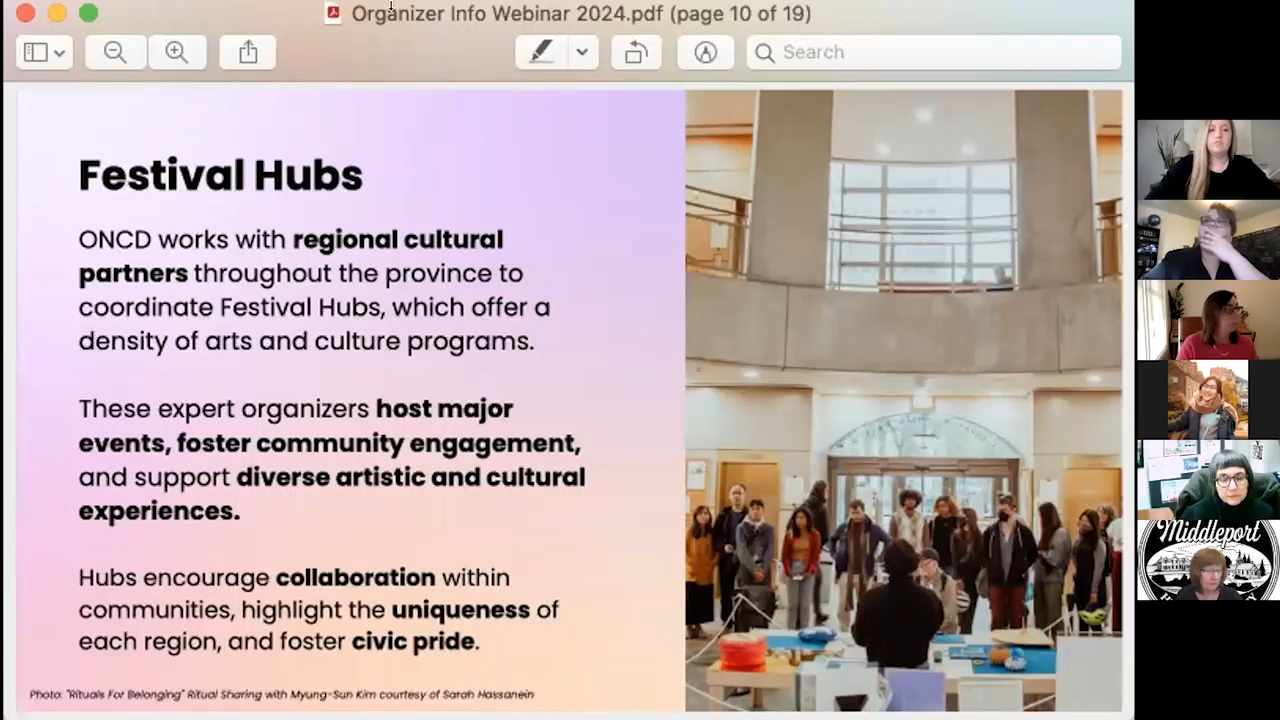 Organizer Info Webinar 2024.pdf (page 10 of 19)
Search
Festival Hubs
ONCD works with regional cultural
partners throughout the province to
coordinate Festival Hubs, which offer a
density of arts and culture programs.
These expert organizers host major
events, foster community engagement,
and support diverse artistic and cultural
experiences.
Hubs encourage collaboration within
communities, highlight the uniqueness of
each region, and foster civic pride.
Photo: "Rituals For Belonging" Ritual Sharing with Myung-Sun Kim courtesy of Sarah Hassanein
Middleport